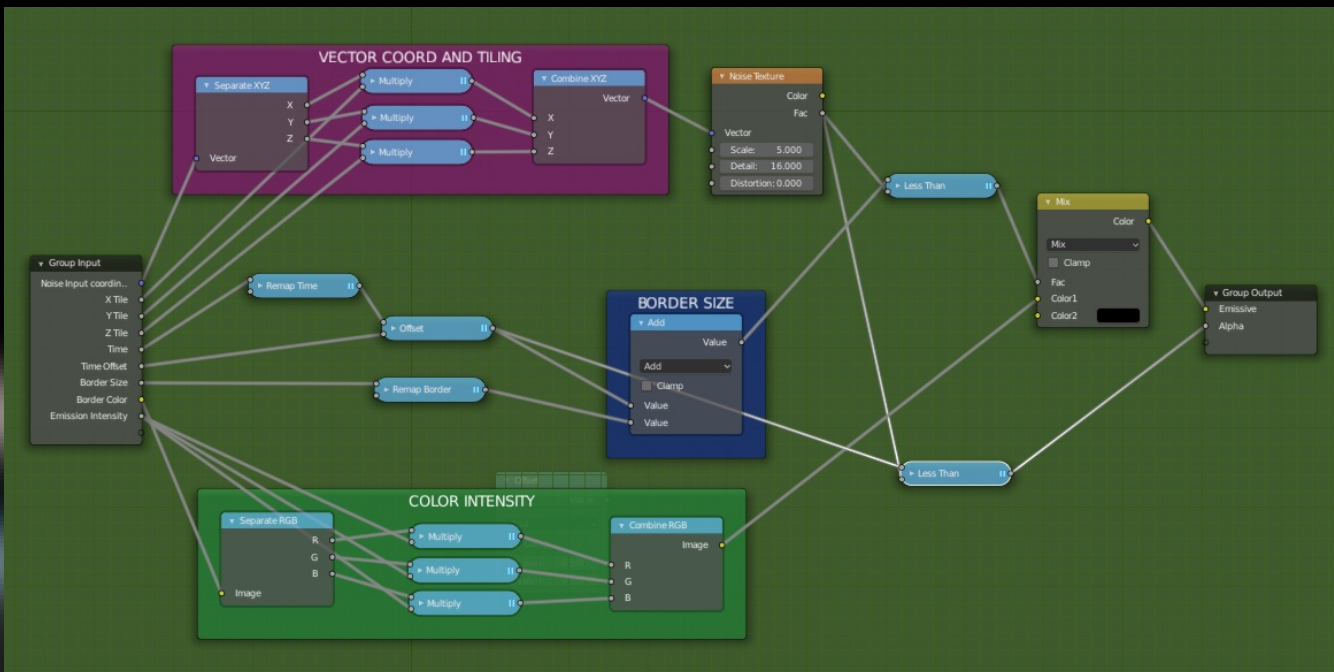 VECTOR COORD AND TILING
Separate XYZ
X
Y
Z
Vector
Multiply
Multiply
Multiply
Combine XYZ
Vector
X
Y
Z
Noise Texture
Color
Fac
Vector
Scale: 5.000
Detail: 16.000
Distortion: 0.000
Less Than
Mix
Color
Mix
Clamp
Fac
Color1
Color2
Group Output
Emissive
Alpha
Group Input
Noise Input coordin..
X Tile
Y Tile
Z Tile
Time
Time Offset
Border Size
Border Color
Emission Intensity
Remap Time
Offset
Remap Border
BORDER SIZE
Add
Value
Add
Clamp
Value
Value
Less Than
Offset
COLOR INTENSITY
Separate RGB
R
G
B
Image
Multiply
Multiply
Multiply
Combine RGB
Image
R
G
B